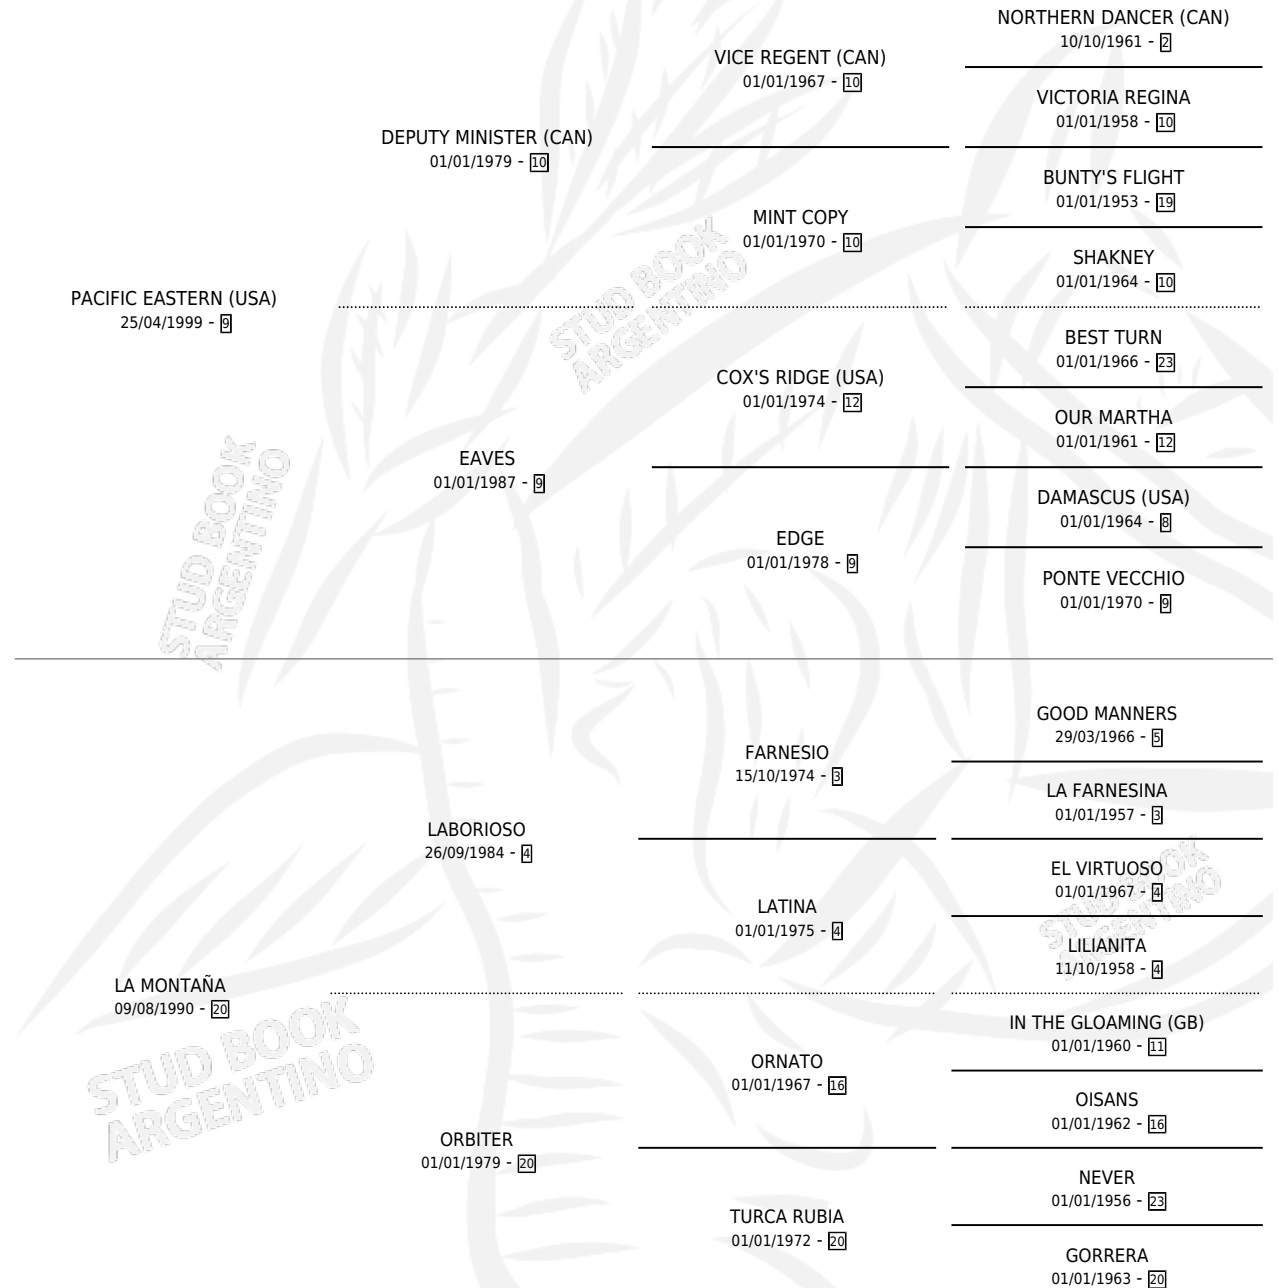 NORTHERN DANCER (CAN)
10/10/1961 - 2
VICE REGENT (CAN)
01/01/1967 - 10
VICTORIA REGINA
01/01/1958 - 10
DEPUTY MINISTER (CAN)
01/01/1979 - 10
BUNTY'S FLIGHT
01/01/1953 - 19
MINT COPY
01/01/1970 - 10
SHAKNEY
01/01/1964 - 10
PACIFIC EASTERN (USA)
25/04/1999 - 9
STUD BOOK
ARGENTINO
BEST TURN
01/01/1966 - 23
COX'S RIDGE (USA)
01/01/1974 - 12
OUR MARTHA
01/01/1961 - 12
EAVES
01/01/1987 - 9
DAMASCUS (USA)
01/01/1964 - 8
EDGE
01/01/1978 - 9
PONTE VECCHIO
01/01/1970 - 9
STUD BOOK
ARGENTINO
GOOD MANNERS
29/03/1966 - 5
FARNESIO
15/10/1974 - 3
LA FARNESINA
01/01/1957 - 3
LABORIOSO
26/09/1984 - 4
EL VIRTUOSO
01/01/1967 - 4
LATINA
01/01/1975 - 4
LILIANITA
11/10/1958 - 4
STUD BOOK
ARGENTINO
LA MONTAÑA
09/08/1990 - 20
IN THE GLOAMING (GB)
01/01/1960 - 11
ORNATO
01/01/1967 - 16
OISANS
01/01/1962 - 16
STUD BOOK
ARGENTINO
ORBITER
01/01/1979 - 20
NEVER
01/01/1956 - 23
TURCA RUBIA
01/01/1972 - 20
GORRERA
01/01/1963 - 20